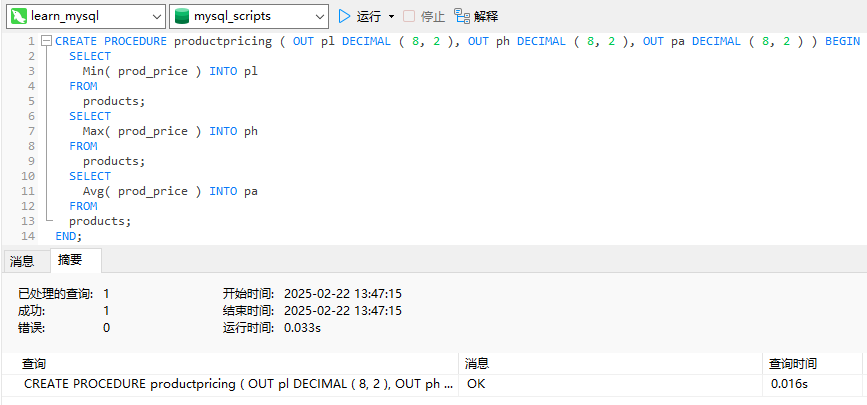 learn_mysql mysql_scripts 运行 停止 解释
1 CREATE PROCEDURE productpricing ( OUT pl DECIMAL ( 8, 2 ), OUT ph DECIMAL ( 8, 2 ), OUT pa DECIMAL ( 8, 2 ) ) BEGIN
2 SELECT
3 Min( prod_price ) INTO pl
4 FROM
5 products;
6 SELECT
7 Max( prod_price ) INTO ph
8 FROM
9 products;
10 SELECT
11 Avg( prod_price ) INTO pa
12 FROM
13 products;
14 END;
消息 摘要
已处理的查询: 1 开始时间: 2025-02-22 13:47:15
成功: 1 结束时间: 2025-02-22 13:47:15
错误: 0 运行时间: 0.033s
查询 消息 查询时间
CREATE PROCEDURE productpricing ( OUT pl DECIMAL ( 8, 2 ), OUT ph ... OK 0.016s